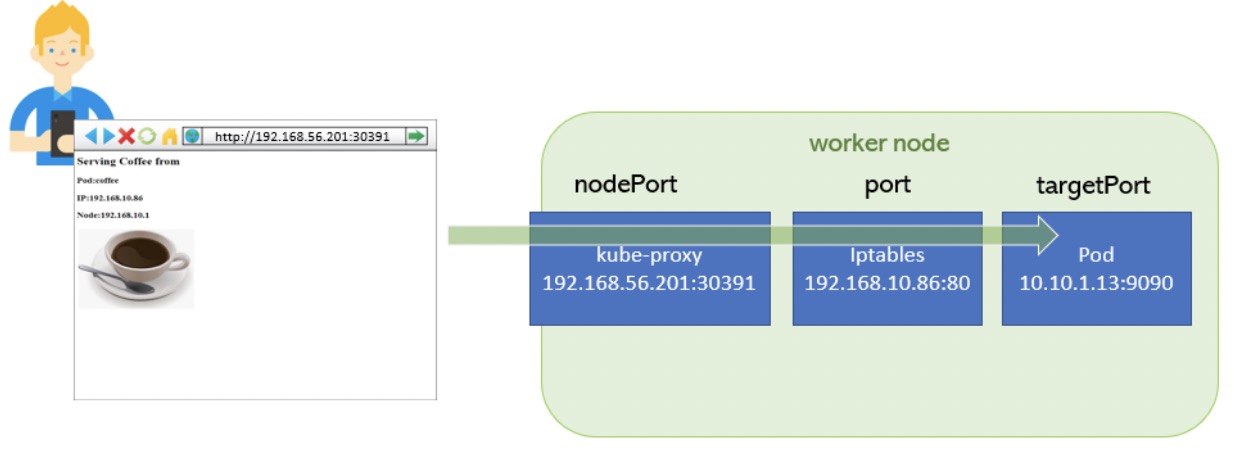 http://192.168.56.201:30391
Serving Coffee from
Pod:coffee
IP:192.168.10.86
Node:192.168.10.1
worker node
nodePort
port
targetPort
kube-proxy
192.168.56.201:30391
Iptables
192.168.10.86:80
Pod
10.10.1.13:9090